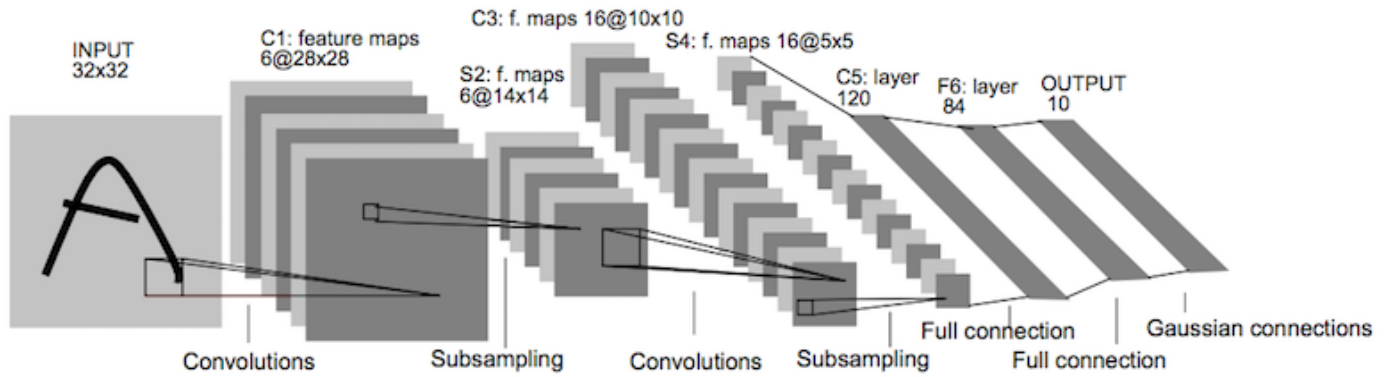 INPUT
32x32
C1: feature maps
6@28x28
S2: f. maps
6@14x14
C3: f. maps 16@10x10
S4: f. maps 16@5x5
C5: layer
120
F6: layer
84
OUTPUT
10
Convolutions
Subsampling
Convolutions
Subsampling
Full connection
Full connection
Gaussian connections
A